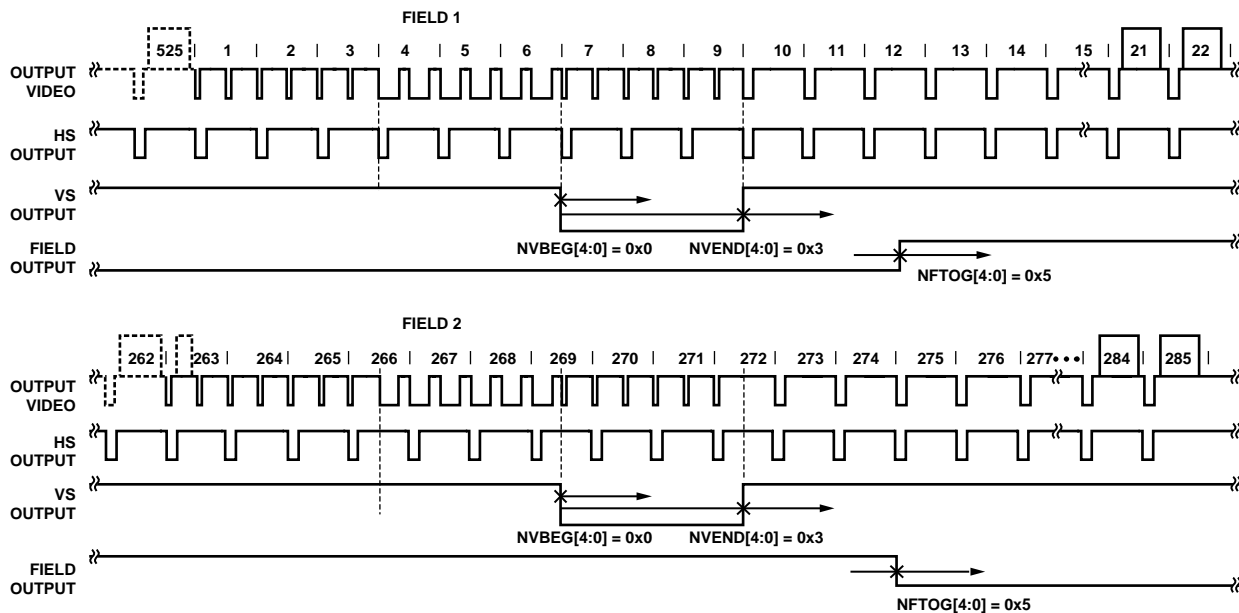 FIELD 1
525 1 2 3 4 5 6 7 8 9 10 11 12 13 14 15 21 22
OUTPUT
VIDEO
HS
OUTPUT
VS
OUTPUT
NVBEG[4:0] = 0x0 NVEND[4:0] = 0x3
FIELD
OUTPUT
NFTOG[4:0] = 0x5
FIELD 2
262 263 264 265 266 267 268 269 270 271 272 273 274 275 276 277••• 284 285
OUTPUT
VIDEO
HS
OUTPUT
VS
OUTPUT
NVBEG[4:0] = 0x0 NVEND[4:0] = 0x3
FIELD
OUTPUT
NFTOG[4:0] = 0x5